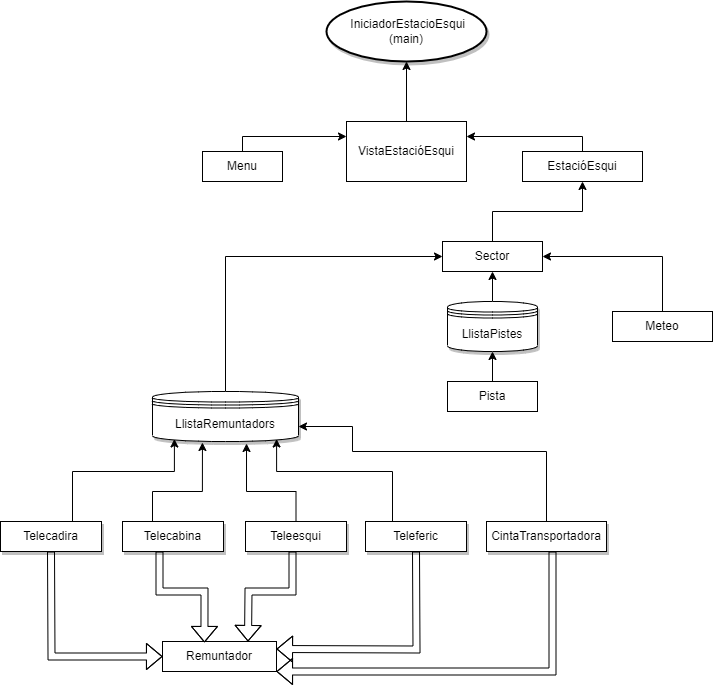 IniciadorEstacioEsqui
(main)
Menu
VistaEstacióEsqui
EstacióEsqui
Sector
LlistaPistes
Meteo
Pista
LlistaRemuntadors
Telecadira
Telecabina
Teleesqui
Teleferic
CintaTransportadora
Remuntador